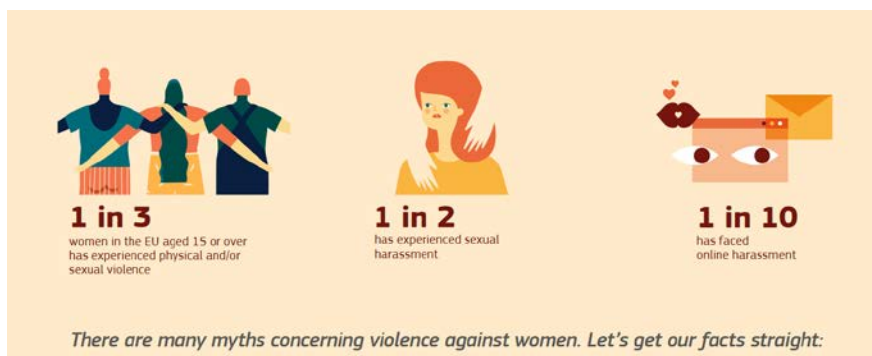 1 in 3
women in the EU aged 15 or over
has experienced physical and/or
sexual violence
1 in 2
has experienced sexual
harassment
1 in 10
has faced
online harassment
There are many myths concerning violence against women. Let's get our facts straight: